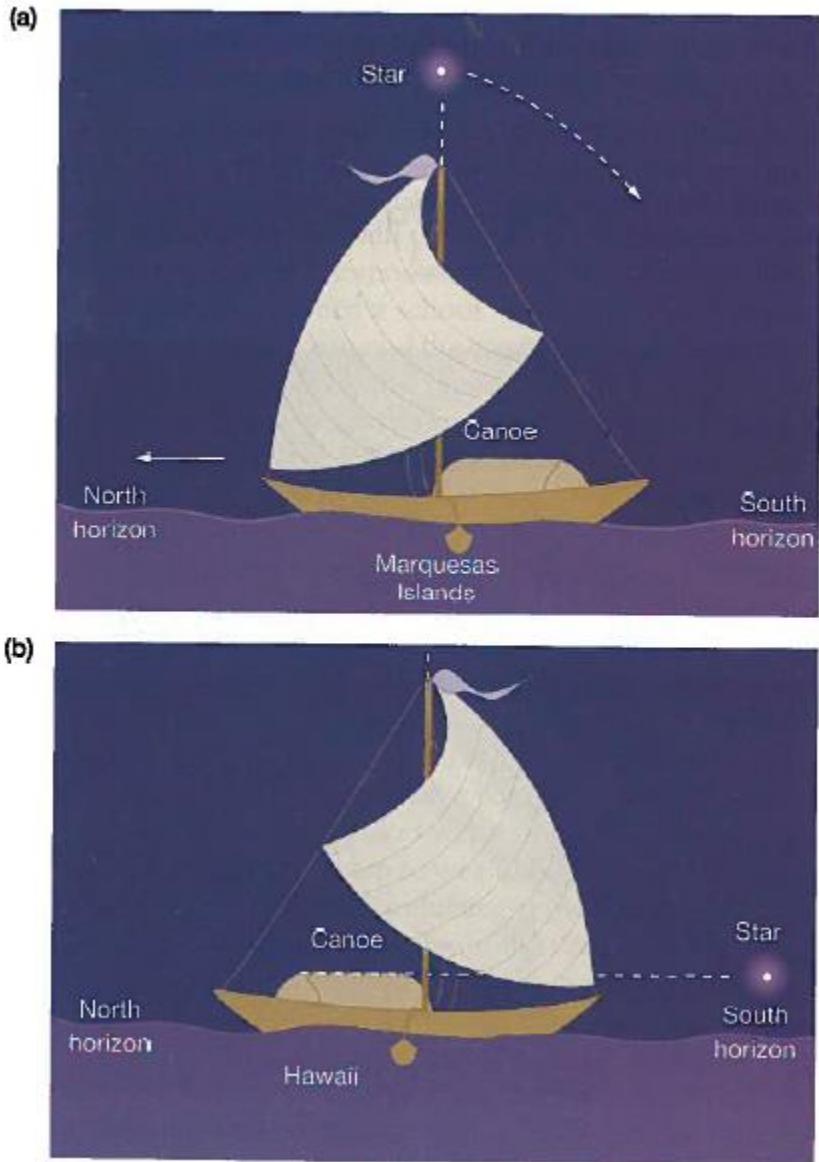 (a)
Star
Canoe
North
horizon
South
horizon
Marquesas
Islands
(b)
Canoe
Star
North
horizon
South
horizon
Hawaii